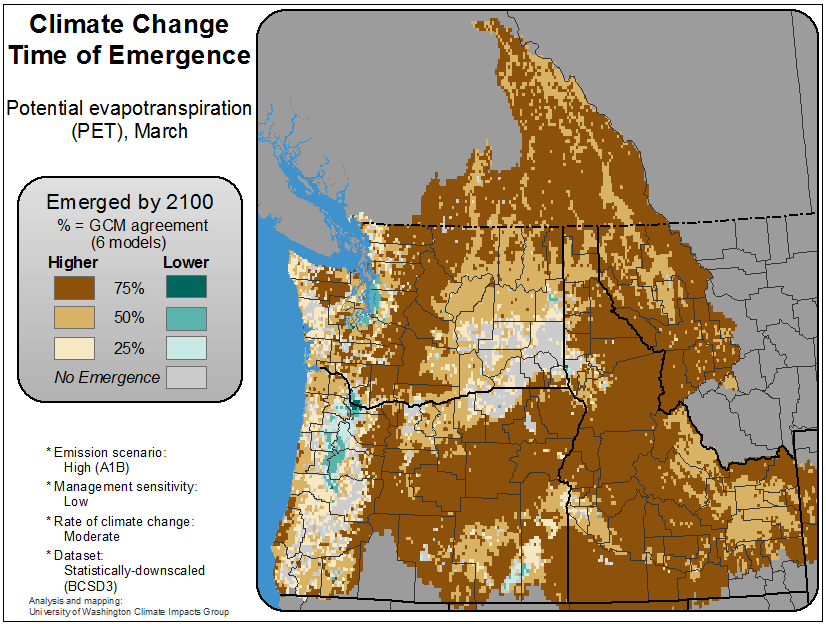 Climate Change
Time of Emergence
Potential evapotranspiration
(PET), March
Emerged by 2100
% = GCM agreement
(6 models)
Higher Lower
75%
50%
25%
No Emergence
* Emission scenario:
High (A1B)
* Management sensitivity:
Low
* Rate of climate change:
Moderate
* Dataset:
Statistically-downscaled
(BCSD3)
Analysis and mapping:
University of Washington Climate Impacts Group